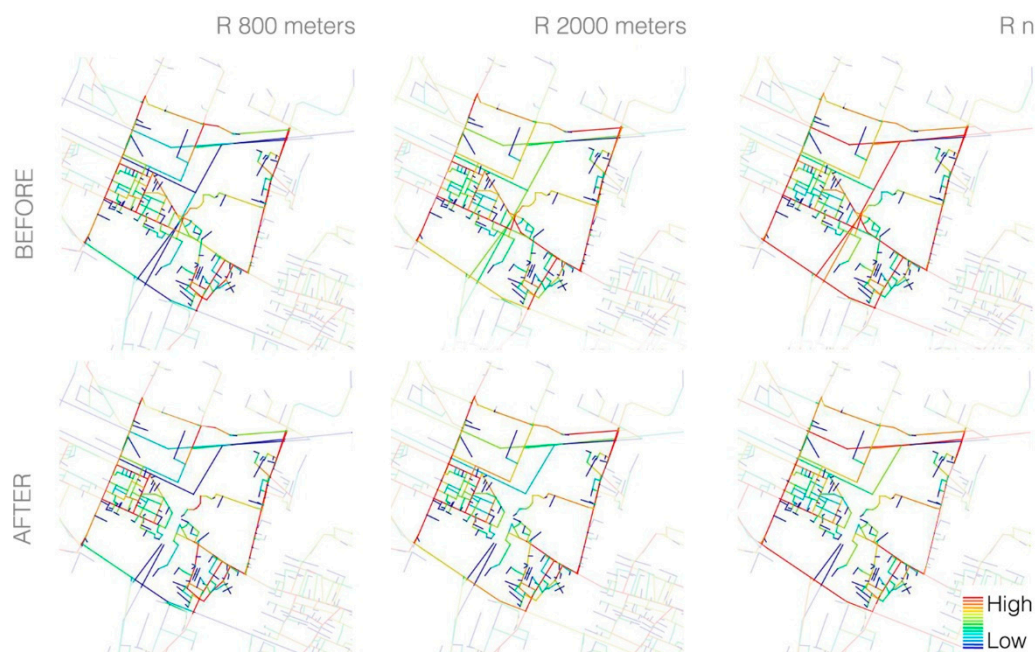 R 800 meters
R 2000 meters
R n
BEFORE
AFTER
High
Low